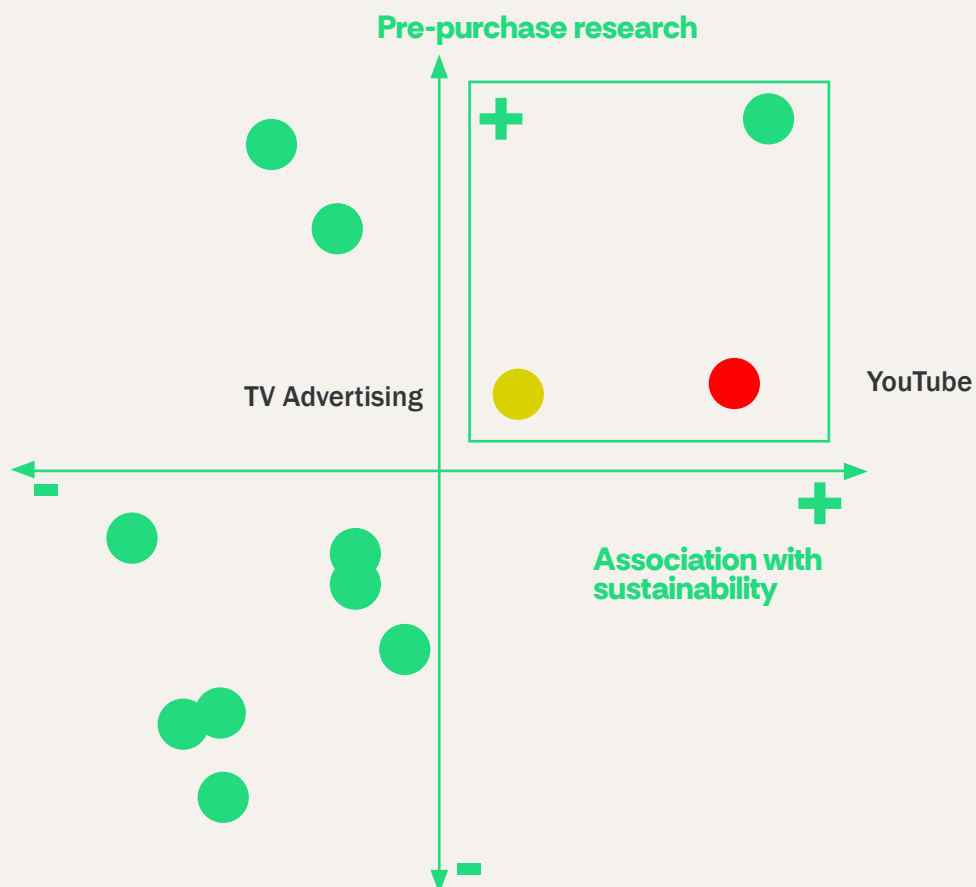 Pre-purchase research
TV Advertising
YouTube
Association with
sustainability